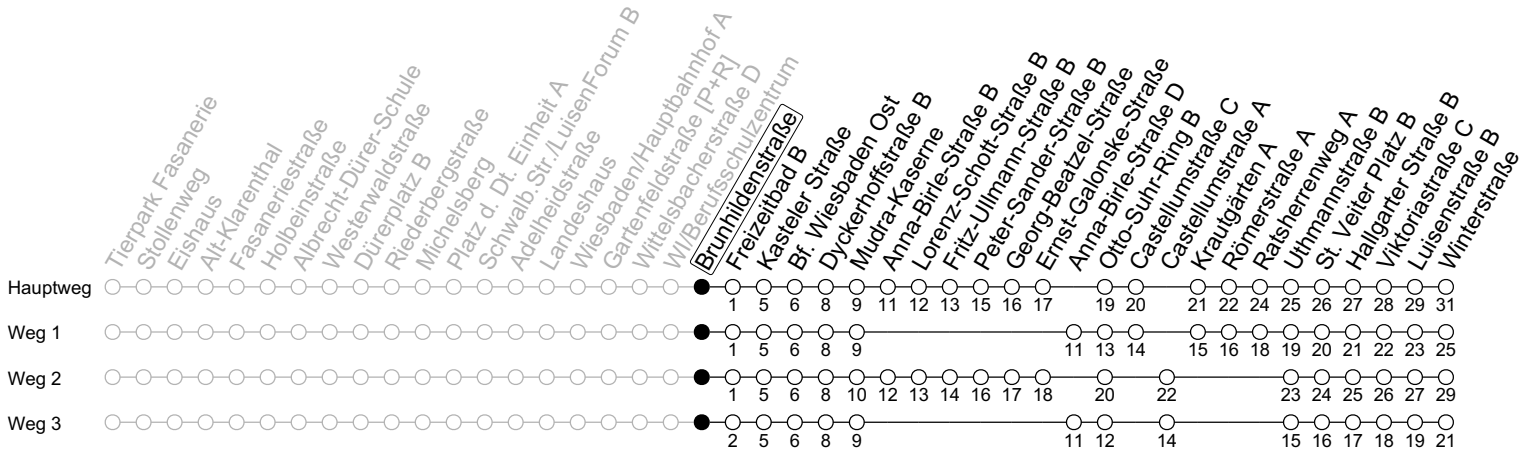 Tierpark Fasanerie
Stollenweg
Eishaus
Alt-Klarenthal
Fasaneriestraße
Holbeinstraße
Albrecht-Dürer-Schule
Westerwaldstraße
Dürerplatz B
Riederbergstraße
Michelsberg
Platz d. Dt. Einheit A
Schwalb.Str./LuisenForum B
Adelheidstraße
Landeshaus
Wiesbaden/Hauptbahnhof A
Gartenfeldstraße [P+R]
Wittelsbacherstraße D
WI/Berufsschulzentrum
Brunhildenstraße
Freizeitbad B
Kasteler Straße
Bf. Wiesbaden Ost
Dyckerhoffstraße B
Mudra-Kaserne
Anna-Birle-Straße B
Lorenz-Schott-Straße B
Fritz-Ullmann-Straße B
Peter-Sander-Straße B
Georg-Beatzel-Straße
Ernst-Galonske-Straße
Anna-Birle-Straße D
Otto-Suhr-Ring B
Castellumstraße C
Castellumstraße A
Krautgärten A
Römerstraße A
Ratsherrenweg A
Uthmannstraße B
St. Veiter Platz B
Hallgarter Straße B
Viktoriastraße C
Luisenstraße B
Winterstraße
Hauptweg
1 5 6 8 9 11 12 13 15 16 17 19 20 21 22 24 25 26 27 28 29 31
Weg 1
1 5 6 8 9 11 13 14 15 16 18 19 20 21 22 23 25
Weg 2
1 5 6 8 10 12 13 14 16 17 18 20 22 23 24 25 26 27 29
Weg 3
2 5 6 8 9 11 12 14 15 16 17 18 19 21